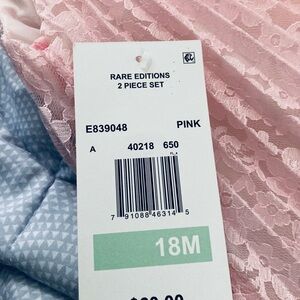 RARE EDITIONS
2 PIECE SET
E839048 PINK
A 40218 650
7 91088 46314 5
18M